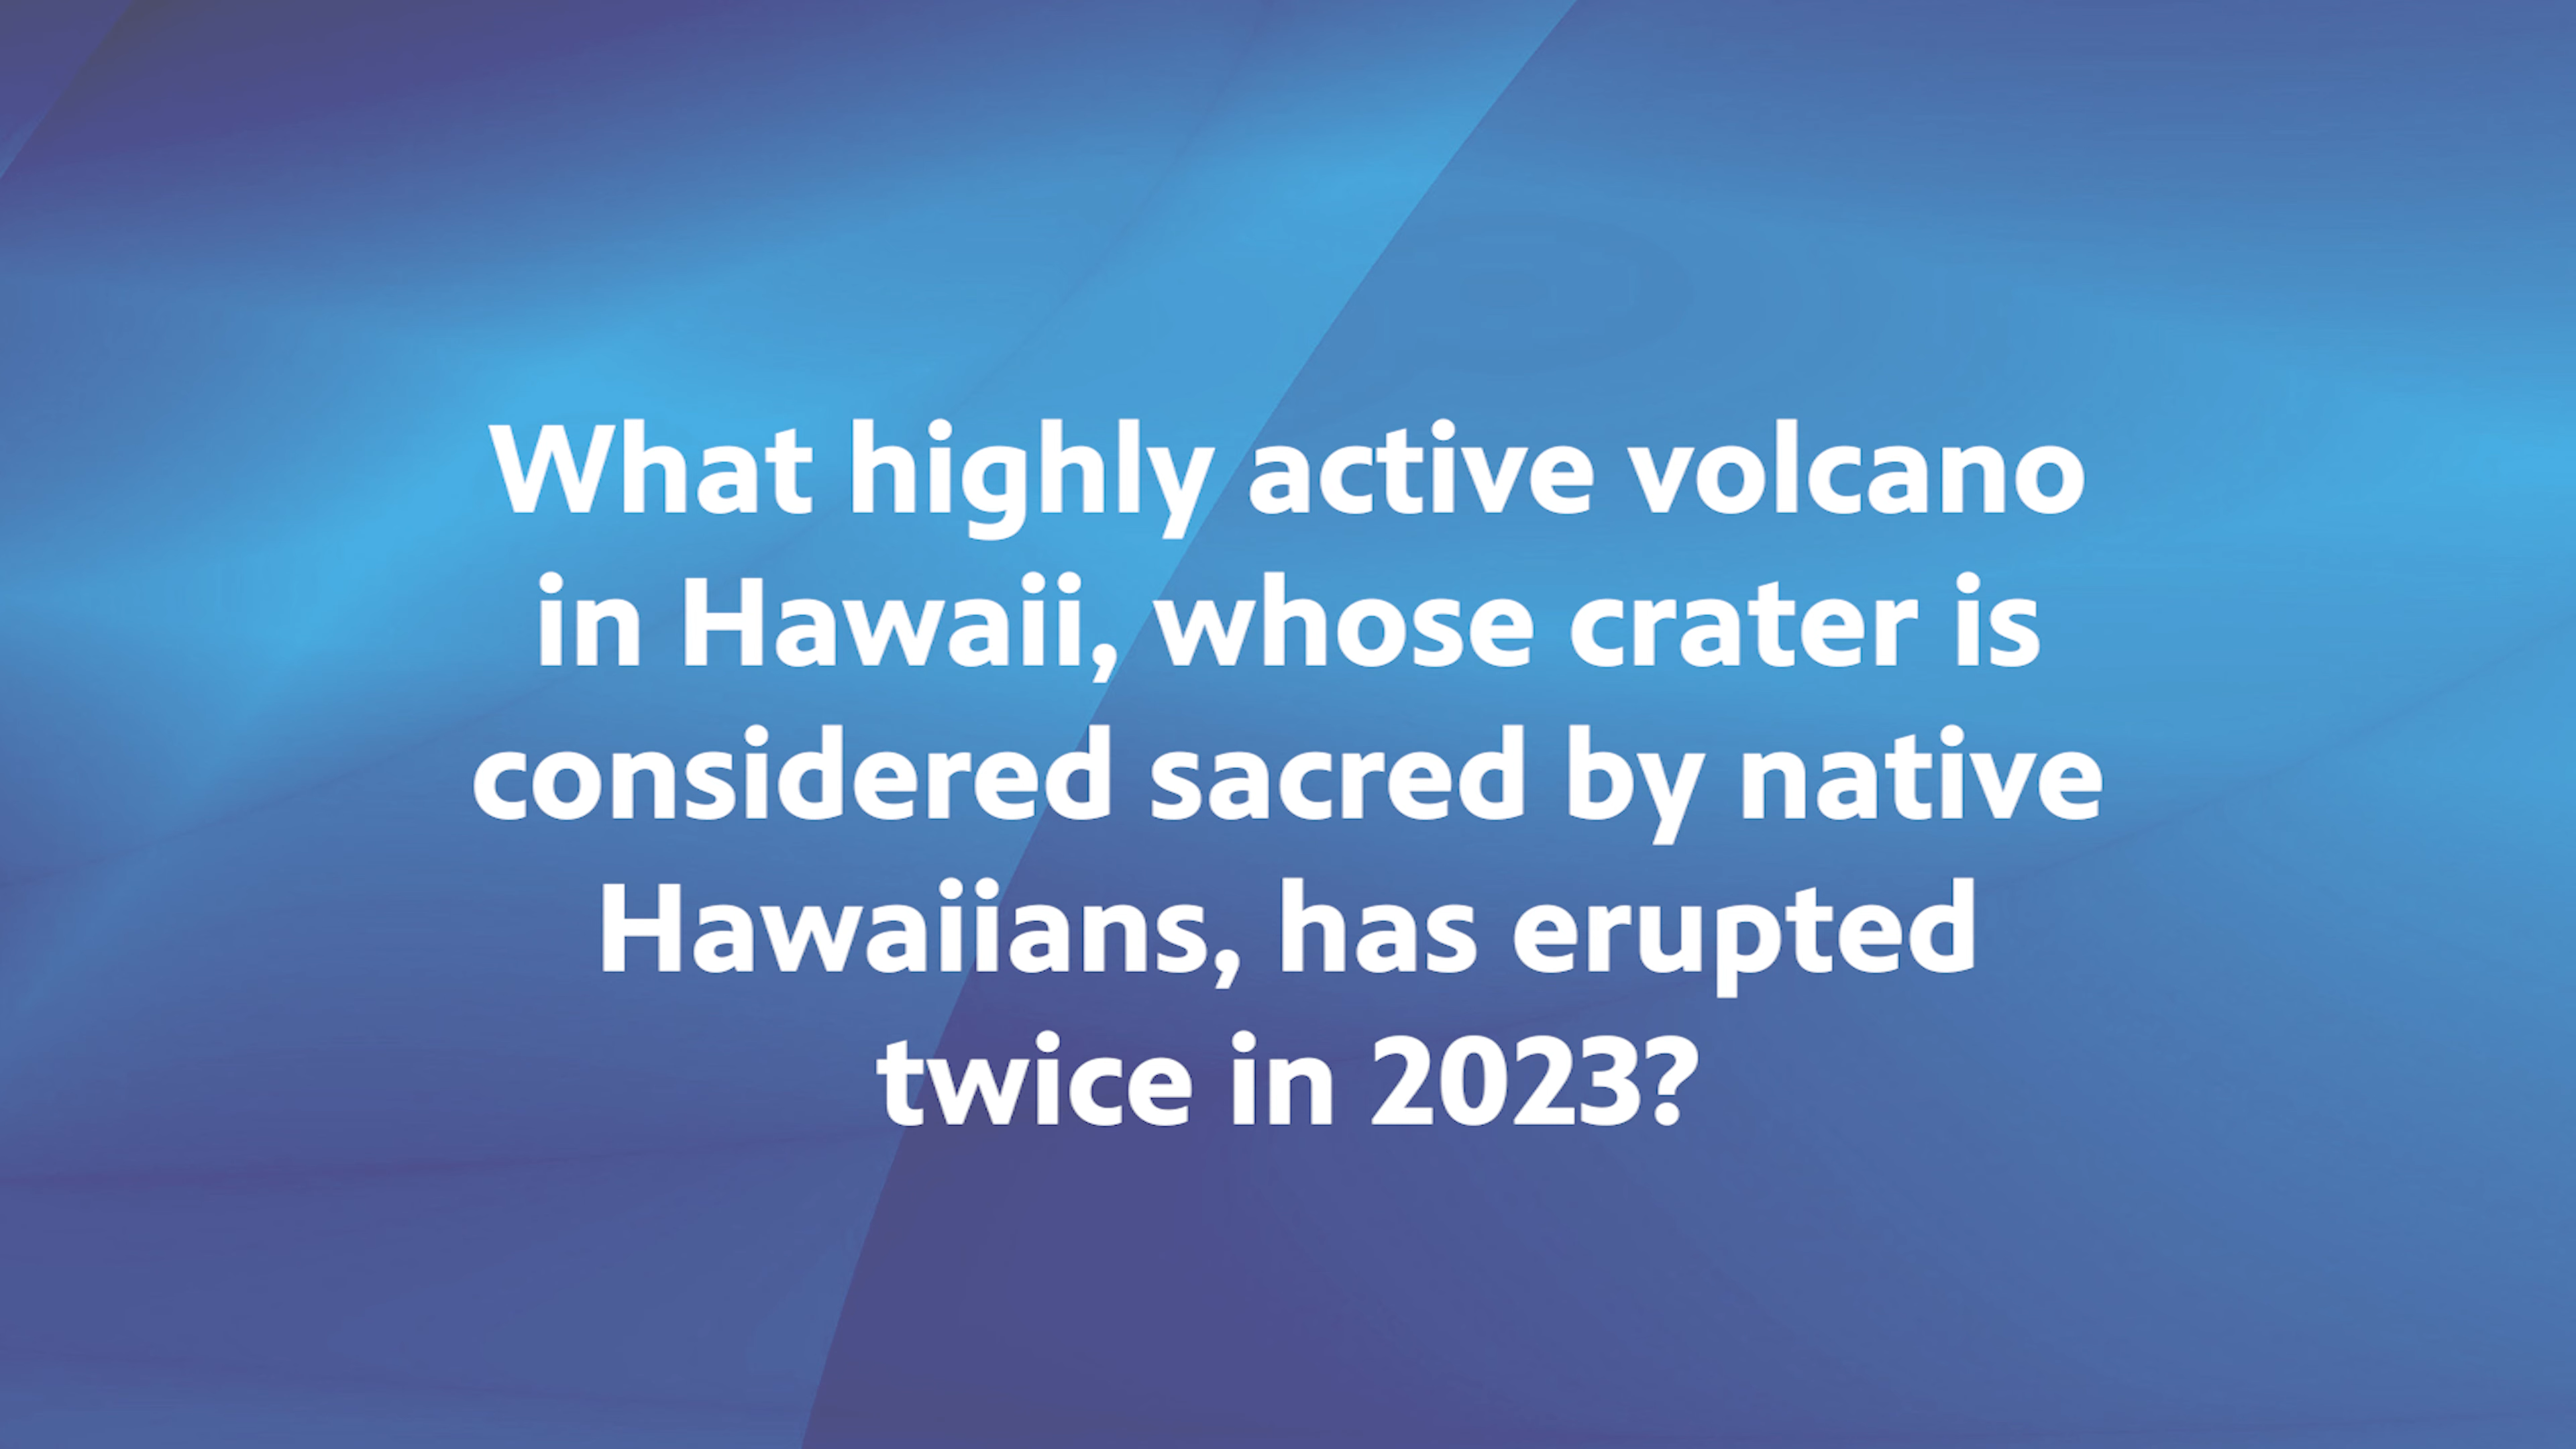 What highly active volcano
in Hawaii, whose crater is
considered sacred by native
Hawaiians, has erupted
twice in 2023?